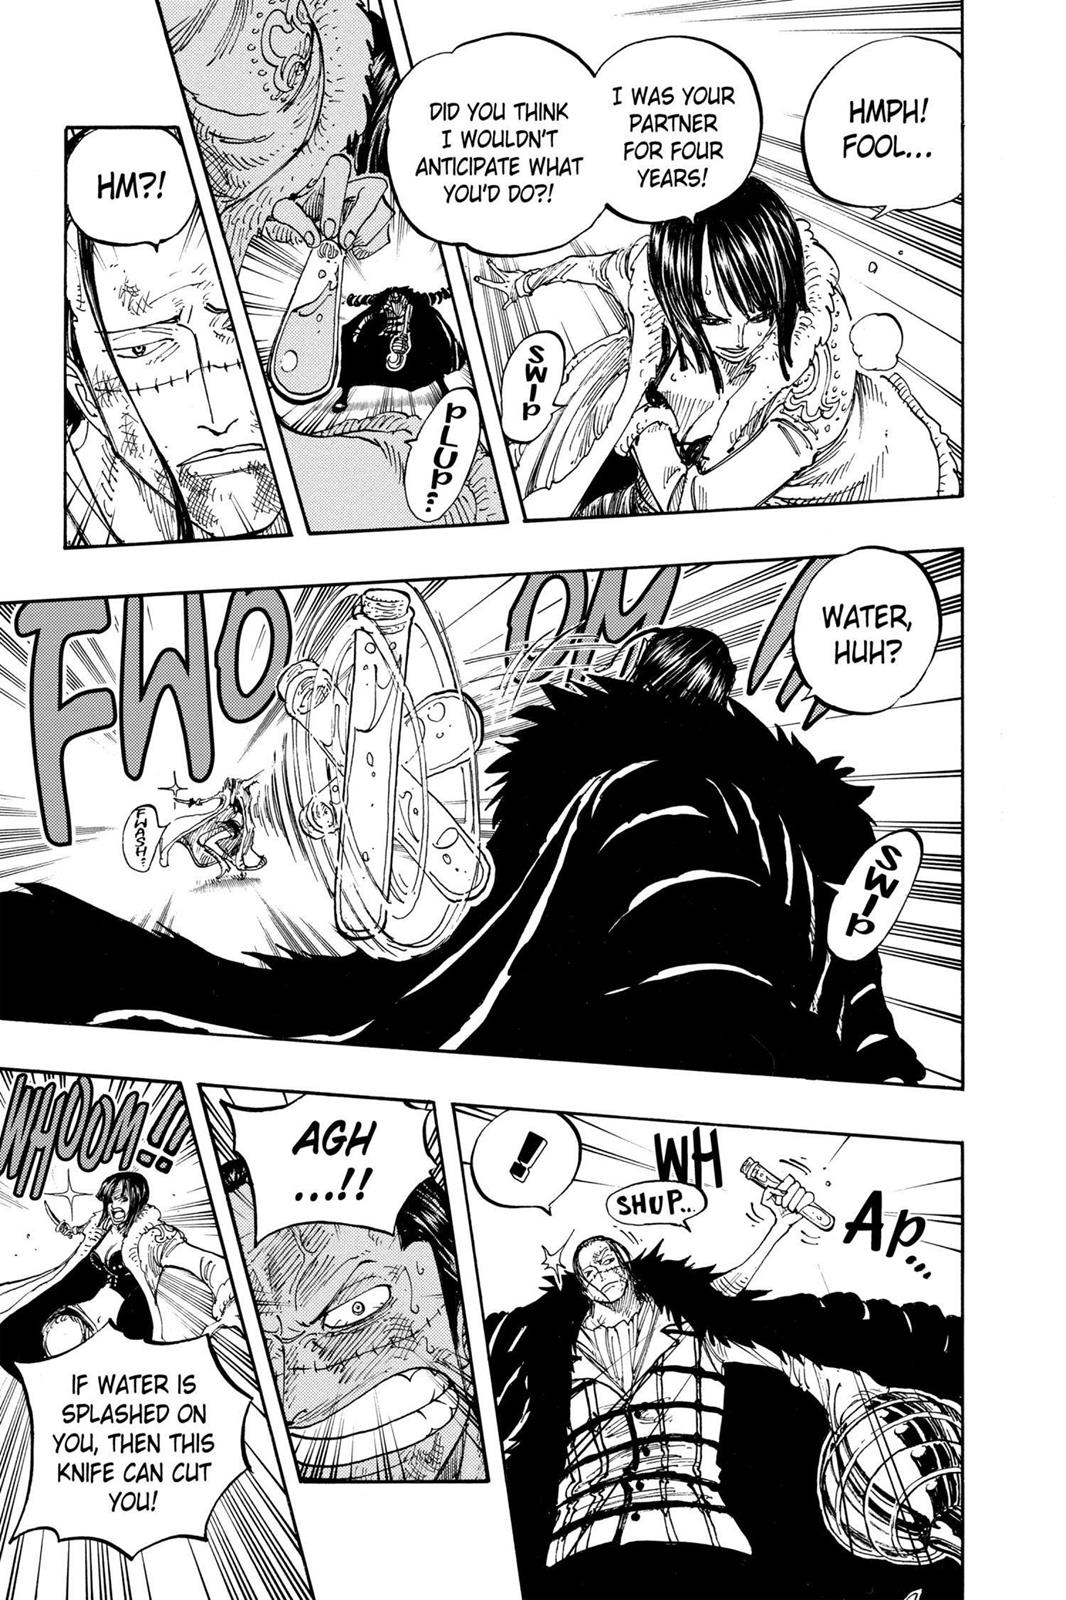 HMPH!
FOOL...
I WAS YOUR
PARTNER
FOR FOUR
YEARS!
DID YOU THINK
I WOULDN'T
ANTICIPATE WHAT
YOU'D DO?!
SWIP
PLUP...
HM?!
WATER,
HUH?
FWOOM
SWIP
FWASH!
!
WHAP...
SHUP...
AGH
...!!
WHOOM!!
IF WATER IS
SPLASHED ON
YOU, THEN THIS
KNIFE CAN CUT
YOU!